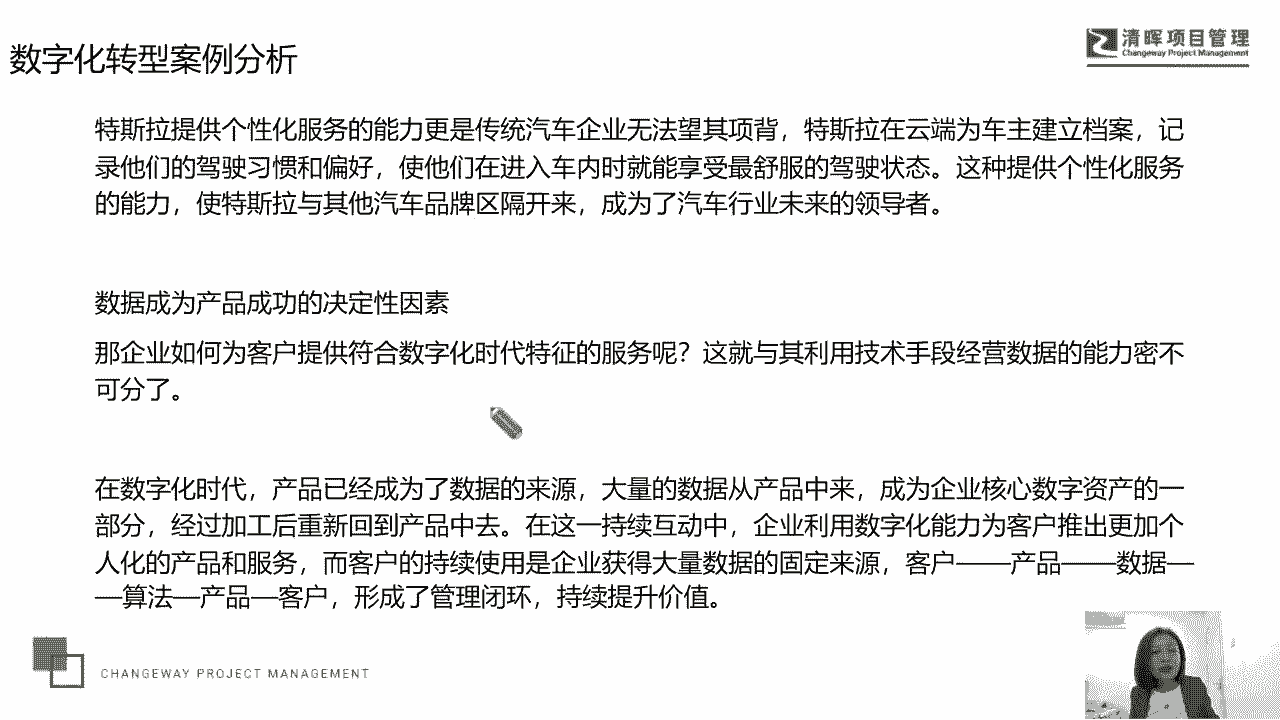 数字化转型案例分析
清晖项目管理
Changeway Project Management
特斯拉提供个性化服务的能力更是传统汽车企业无法望其项背，特斯拉在云端为车主建立档案，记
录他们的驾驶习惯和偏好，使他们在进入车内时就能享受最舒服的驾驶状态。这种提供个性化服务
的能力，使特斯拉与其他汽车品牌区隔开来，成为了汽车行业未来的领导者。
数据成为产品成功的决定性因素
那企业如何为客户提供符合数字化时代特征的服务呢？这就与其利用技术手段经营数据的能力密不
可分了。
在数字化时代，产品已经成为了数据的来源，大量的数据从产品中来，成为企业核心数字资产的一
部分，经过加工后重新回到产品中去。在这一持续互动中，企业利用数字化能力为客户推出更加个
人化的产品和服务，而客户的持续使用是企业获得大量数据的固定来源，客户——产品——数据—
—算法—产品—客户，形成了管理闭环，持续提升价值。
CHANGEWAY PROJECT MANAGEMENT